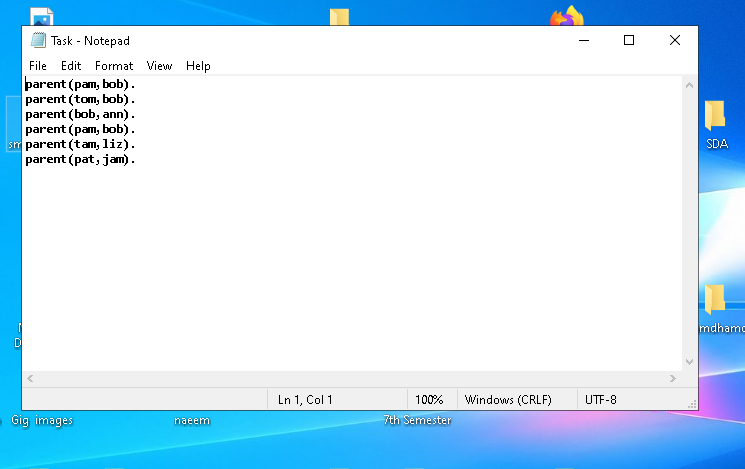 Task - Notepad
File Edit Format View Help
parent(pam,bob).
parent(tom,bob).
parent(bob,ann).
parent(pam,bob).
parent(tam,liz).
parent(pat,jam).
SDA
Ln 1, Col 1 100% Windows (CRLF) UTF-8
Gig images naeem 7th Semester